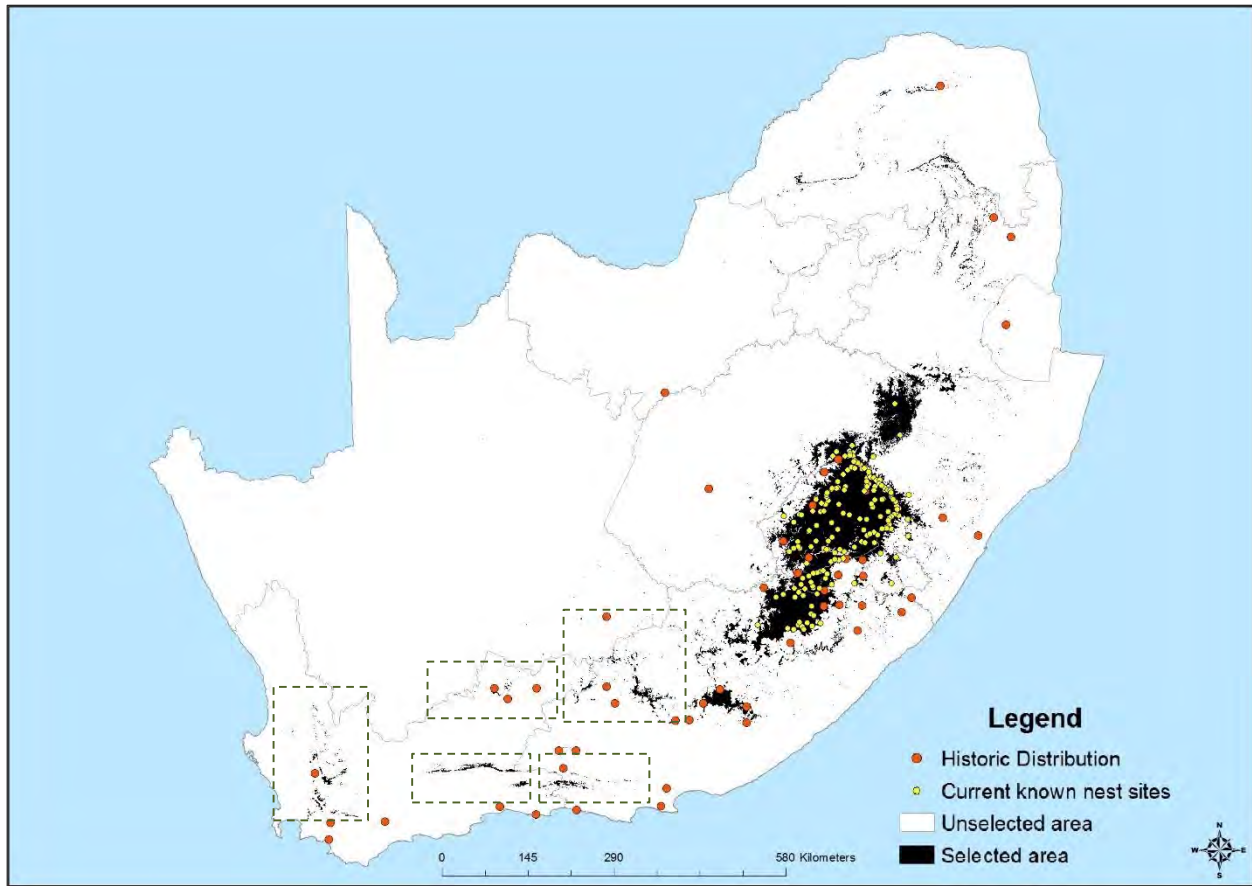 Legend
Historic Distribution
Current known nest sites
Unselected area
Selected area
0 145 290 580 Kilometers
N
W E
S